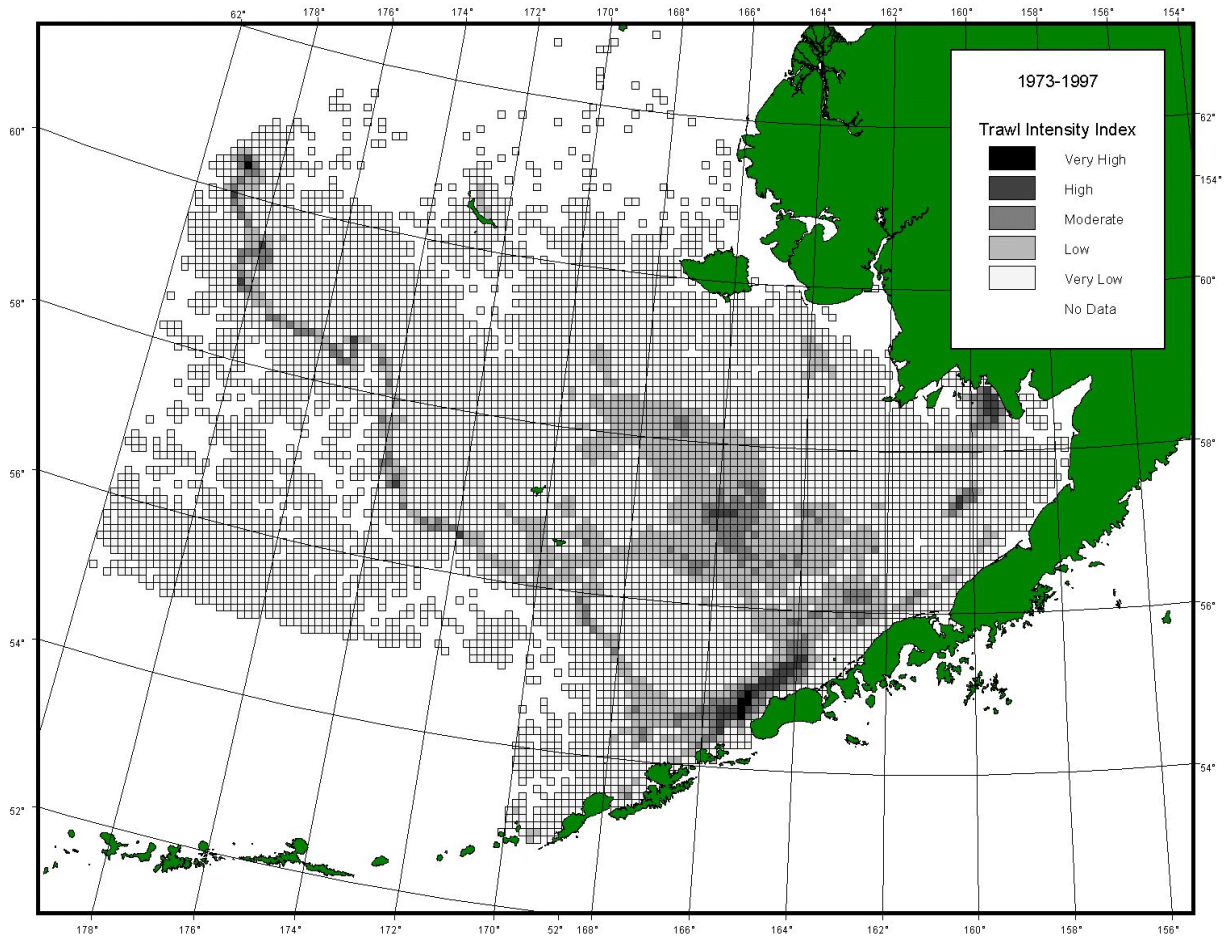 62° 178° 176° 174° 172° 170° 168° 166° 164° 162° 160° 158° 156° 154°
1973-1997
Trawl Intensity Index
Very High
High
Moderate
Low
Very Low
No Data
60°
58°
56°
54°
52°
62°
154°
60°
58°
56°
54°
178° 176° 174° 172° 170° 52° 168° 166° 164° 162° 160° 158° 156°